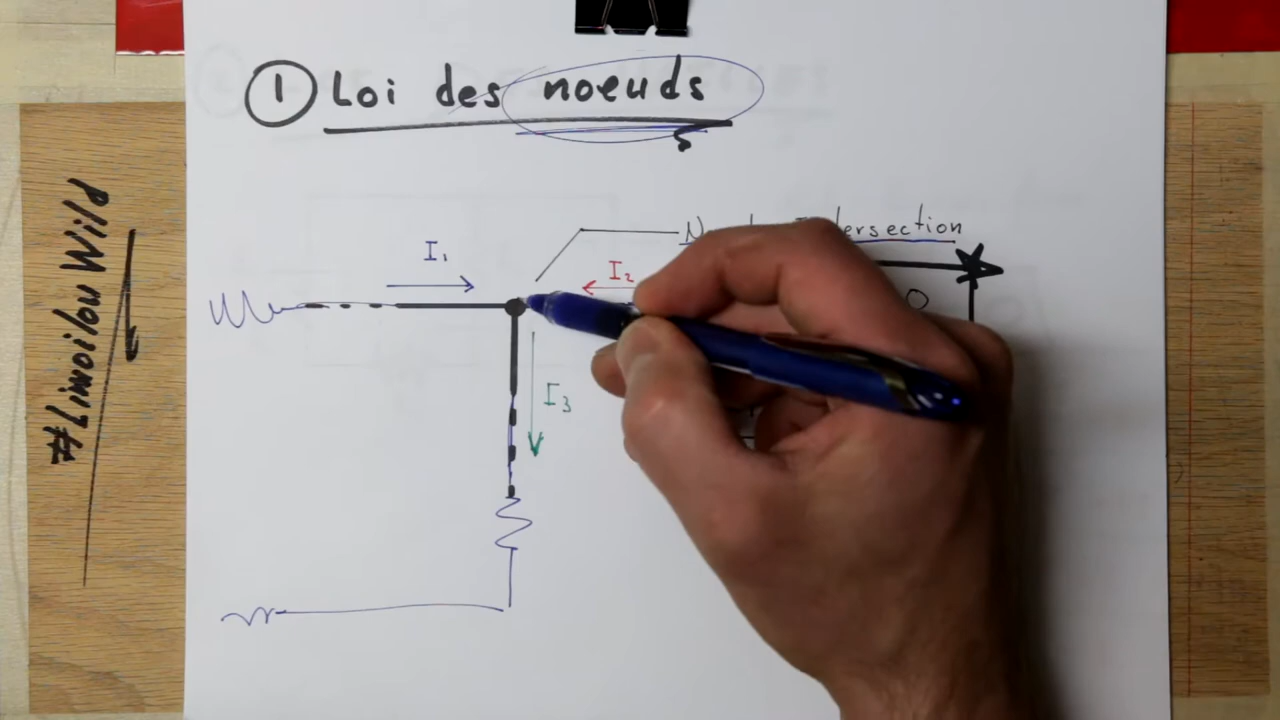 ① Loi des noeuds
ersection
I₁
I₂
I₃
#Limoilou Wild